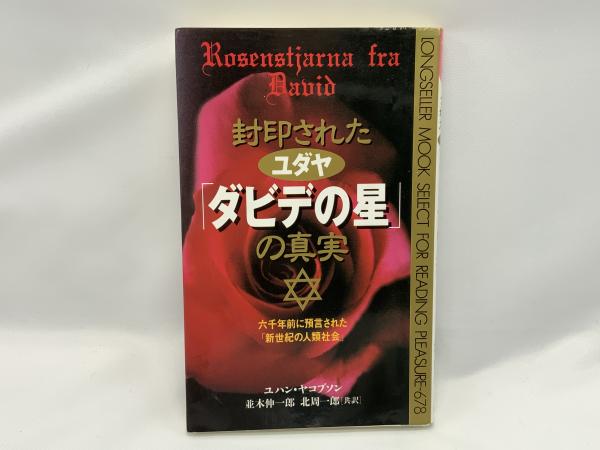 Rosenstjarna fra
David
封印された
ユダヤ
「ダビデの星」
の真実
六千年前に預言された
「新世紀の人類社会」
ユハン・ヤコブソン
並木伸一郎 北周一郎[共訳]
LONGSELLER MOOK SELECT FOR READING PLEASURE-678